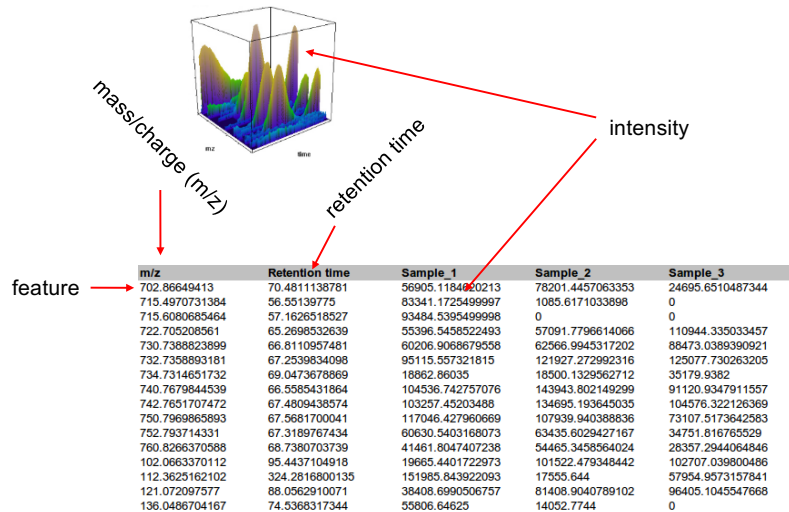 mz
time
mass/charge (m/z)
retention time
intensity
feature
m/z Retention time Sample_1 Sample_2 Sample_3
702.86649413 70.4811138781 56905.1184620213 78201.4457063353 24695.6510487344
715.4970731384 56.55139775 83341.1725499997 1085.6171033898 0
715.6080685464 57.1626518527 93484.5395499998 0 0
722.705208561 65.2698532639 55396.5458522493 57091.7796614066 110944.335033457
730.7388823899 66.8110957481 60206.9068679558 62566.9945317202 88473.0389390921
732.7358893181 67.2539834098 95115.557321815 121927.272992316 125077.730263205
734.7314651732 69.0473678869 18862.86035 18500.1329562712 35179.9382
740.7679844539 66.5585431864 104536.742757076 143943.802149299 91120.9347911557
742.7651707472 67.4809438574 103257.45203488 134695.193645035 104576.322126369
750.7969865893 67.5681700041 117046.427960669 107939.940388836 73107.5173642583
752.793714331 67.3189767434 60630.5403168073 63435.6029427167 34751.816765529
760.8266370588 68.7380703739 41461.8047407238 54465.3458564024 28357.2944064846
102.0663370112 95.4437104918 19665.4401722973 101522.479348442 102707.039800486
112.3625162102 324.2816800135 151985.843922093 17555.644 57954.9573157841
121.072097577 88.0562910071 38408.6990506757 81408.9040789102 96405.1045547668
136.0486704167 74.5368317344 55806.64625 14052.7744 0